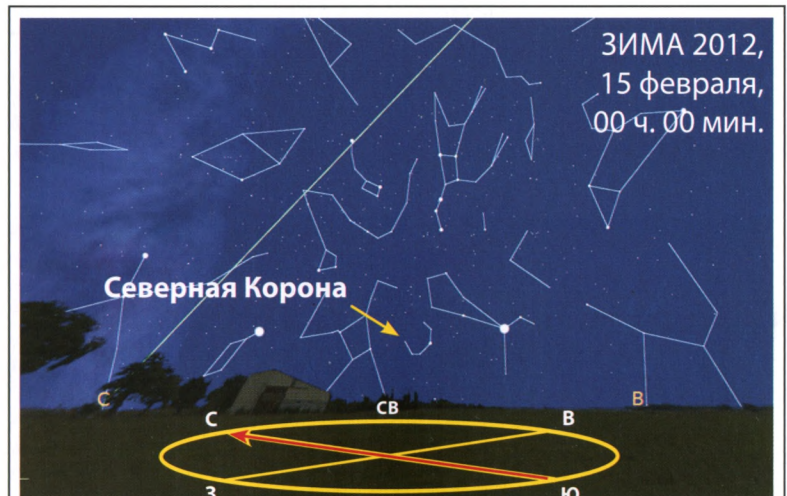 ЗИМА 2012,
15 февраля,
00 ч. 00 мин.
Северная Корона
С
В
СВ
С
В
З
Ю